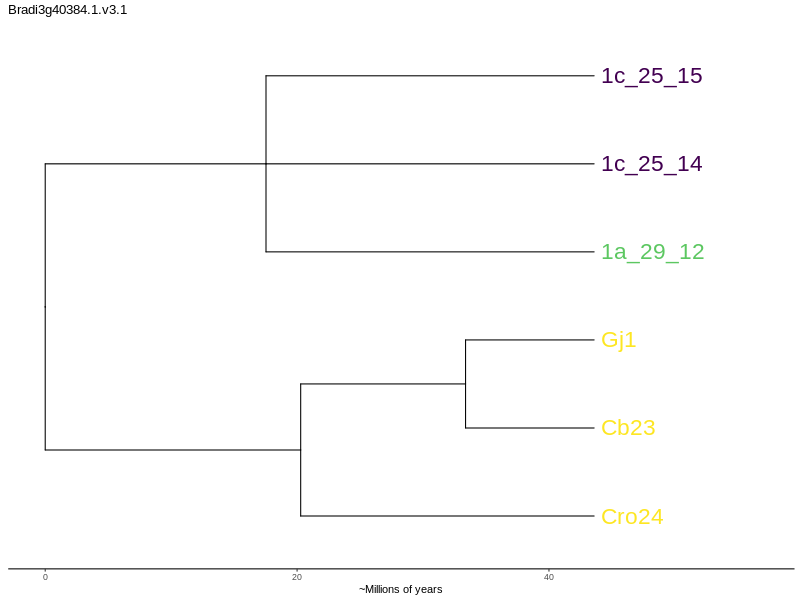 Bradi3g40384.1.v3.1
1c_25_15
1c_25_14
1a_29_12
Gj1
Cb23
Cro24
0 20 40
~Millions of years